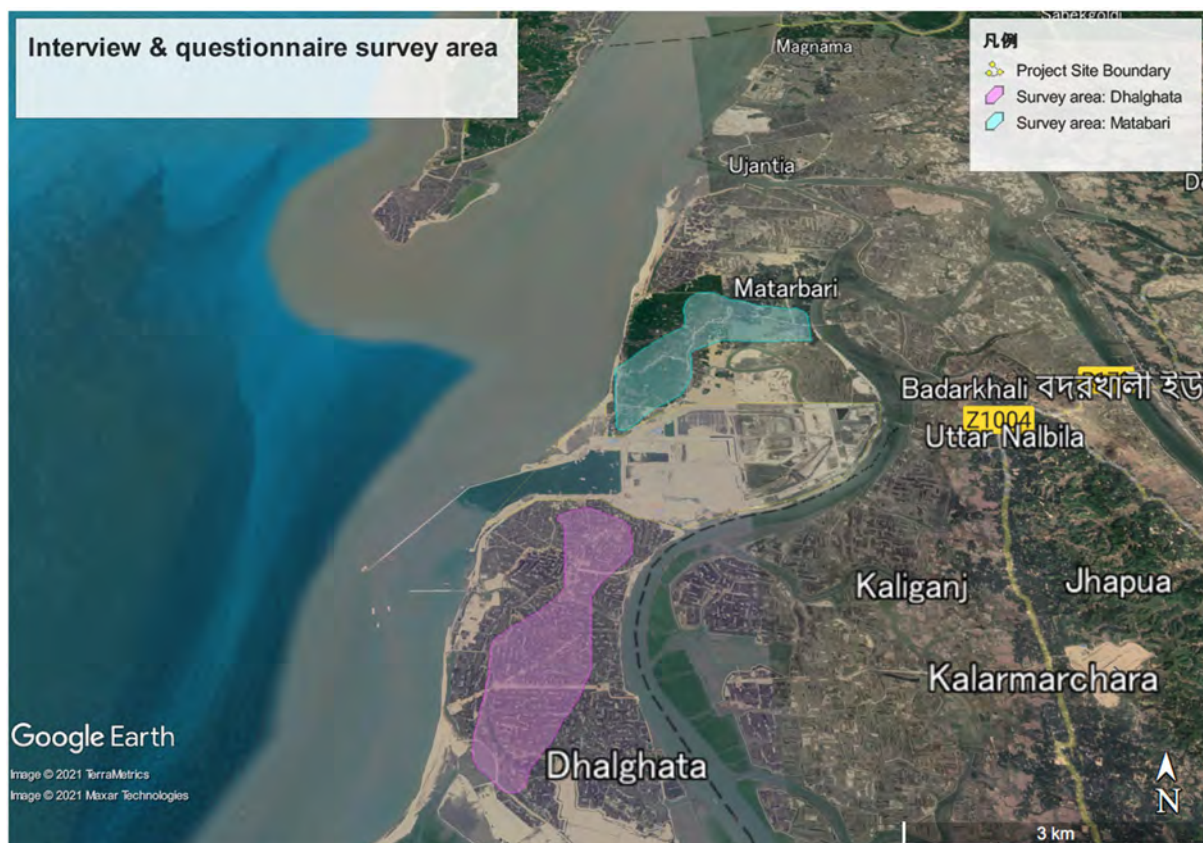 Interview & questionnaire survey area
凡例
Project Site Boundary
Survey area: Dhalghata
Survey area: Matabari
Magnama
Ujantia
Matarbari
Badarkhali বদরখালী ইউ
Z1004
Uttar Nalbila
Kaliganj
Jhapua
Kalarmarchara
Dhalghata
Google Earth
Image © 2021 TerraMetrics
Image © 2021 Maxar Technologies
N
3 km